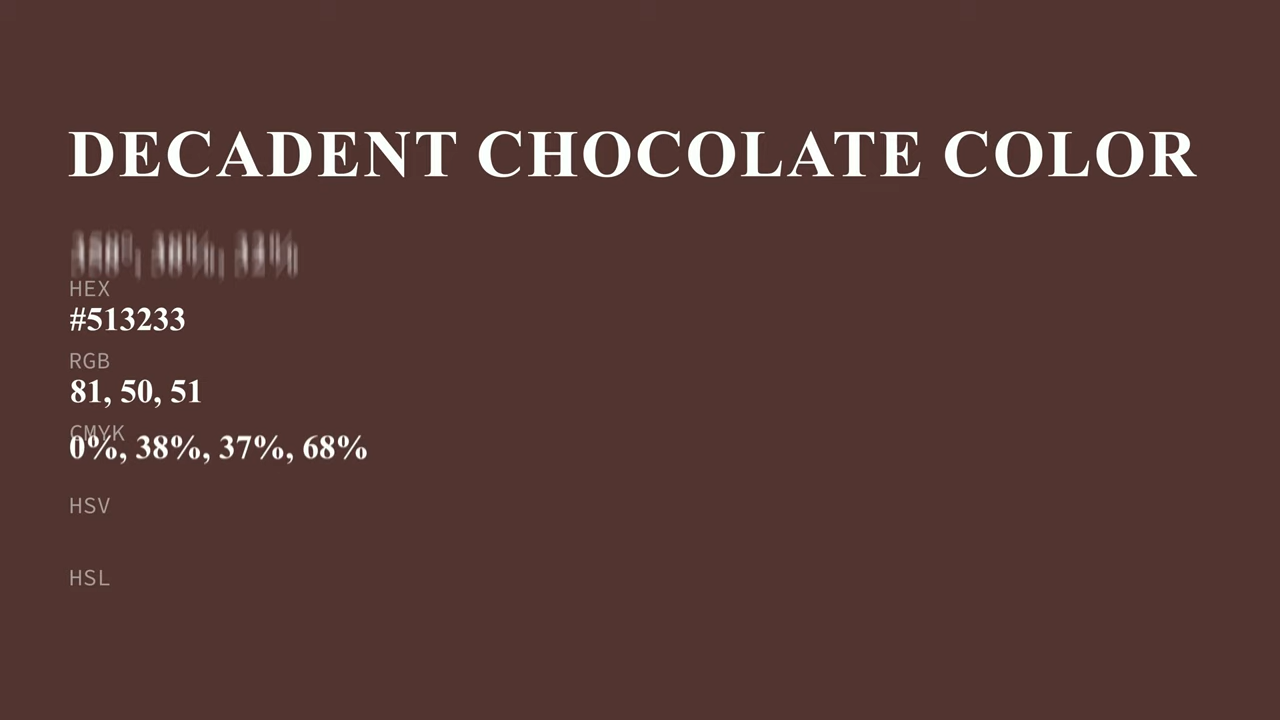 DECADENT CHOCOLATE COLOR
HEX
#513233
RGB
81, 50, 51
CMYK
0%, 38%, 37%, 68%
HSV
HSL